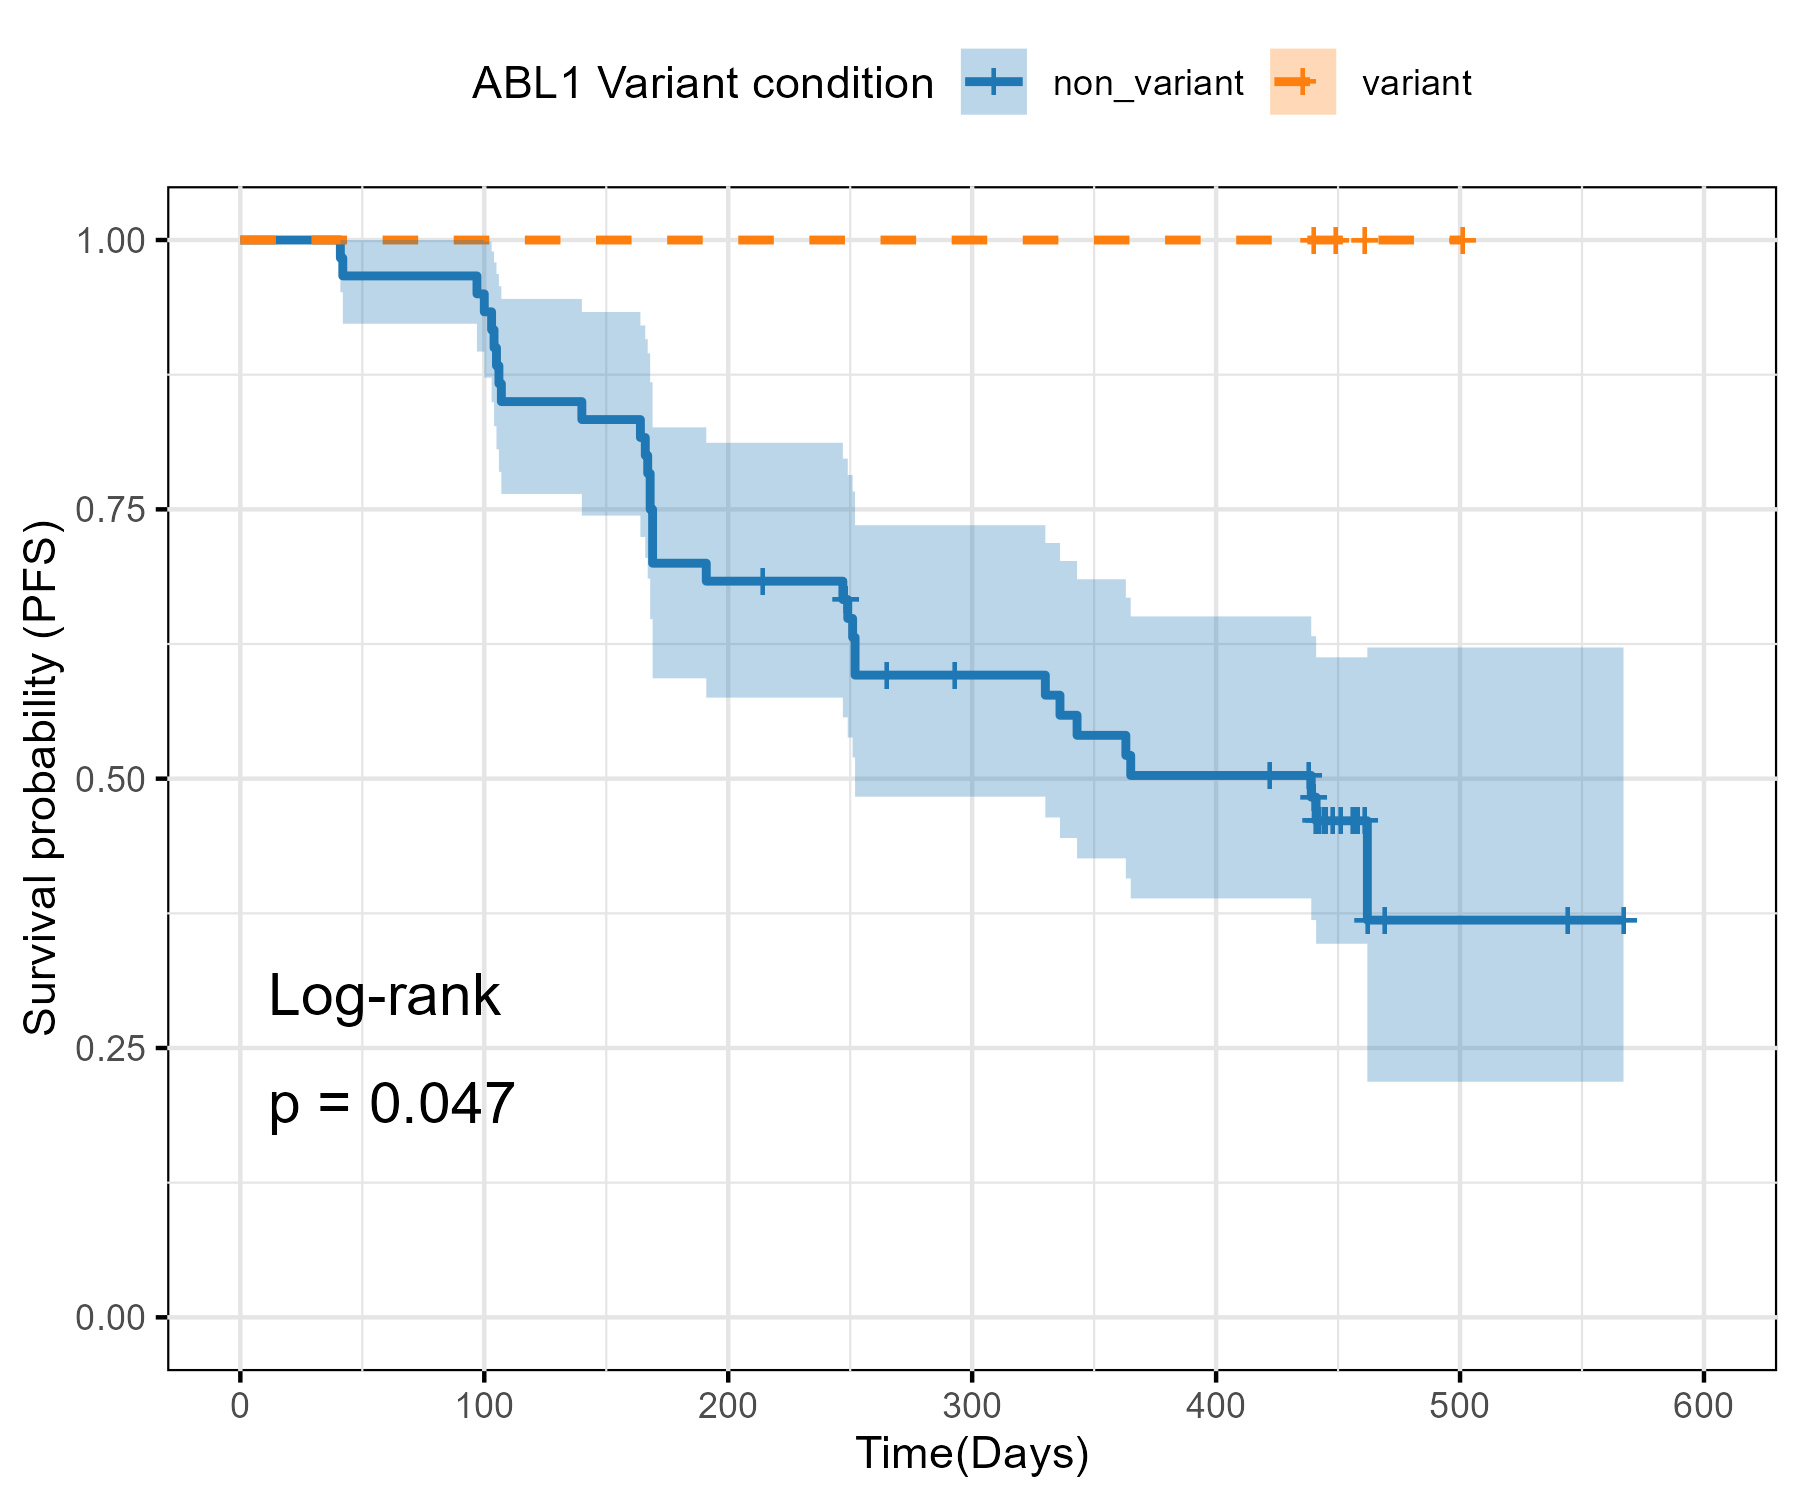 ABL1 Variant condition non_variant variant
1.00
0.75
0.50
0.25
0.00
Survival probability (PFS)
Log-rank
p = 0.047
0 100 200 300 400 500 600
Time(Days)